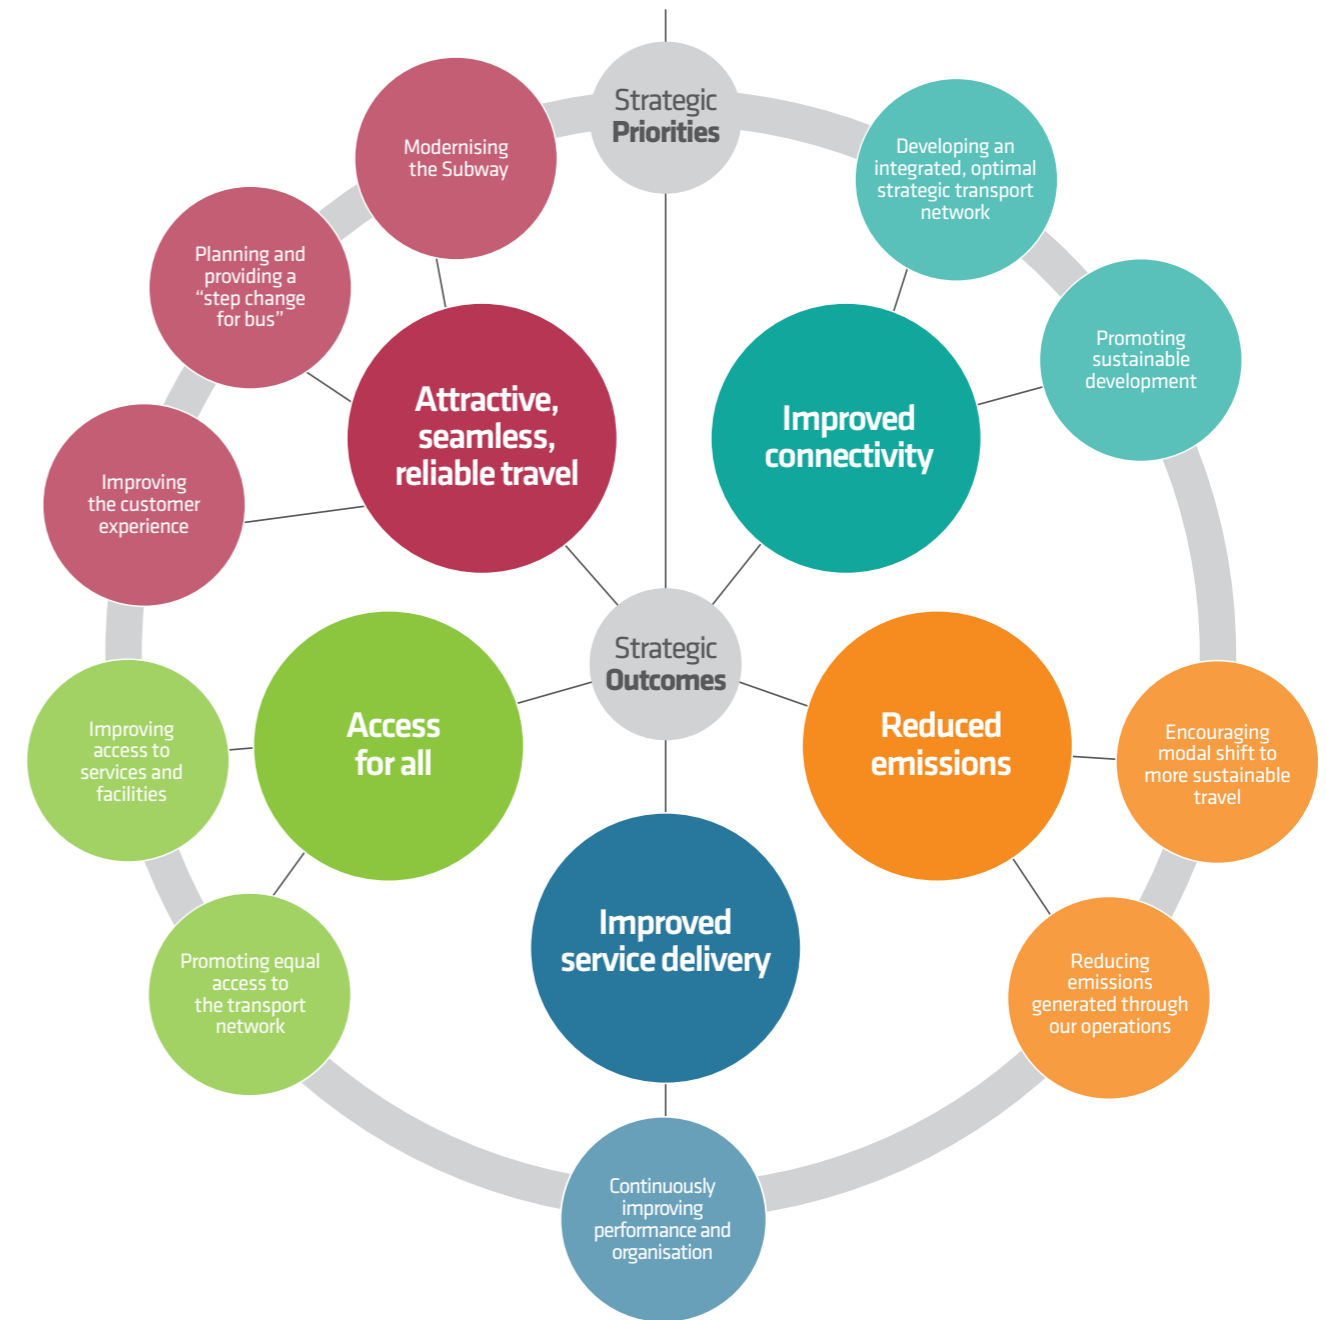 Strategic
Priorities
Modernising
the Subway
Developing an
integrated, optimal
strategic transport
network
Planning and
providing a
“step change
for bus”
Promoting
sustainable
development
Attractive,
seamless,
reliable travel
Improved
connectivity
Improving
the customer
experience
Strategic
Outcomes
Improving
access to
services and
facilities
Access
for all
Reduced
emissions
Encouraging
modal shift to
more sustainable
travel
Improved
service delivery
Promoting equal
access to
the transport
network
Reducing
emissions
generated through
our operations
Continuously
improving
performance and
organisation